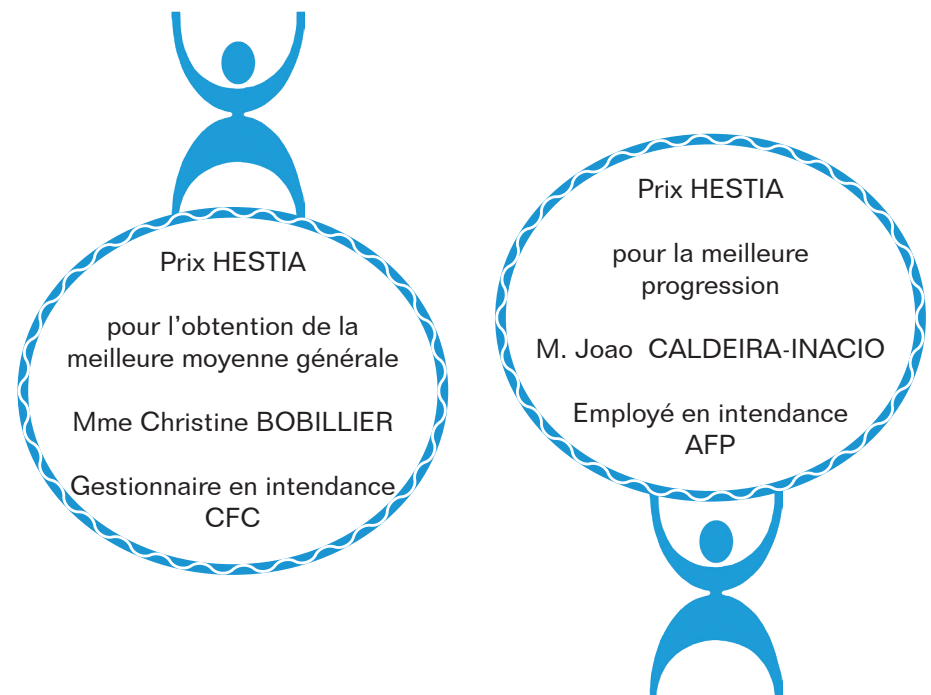 Prix HESTIA
pour l'obtention de la
meilleure moyenne générale
Mme Christine BOBILLIER
Gestionnaire en intendance
CFC
Prix HESTIA
pour la meilleure
progression
M. Joao  CALDEIRA-INACIO
Employé en intendance
AFP